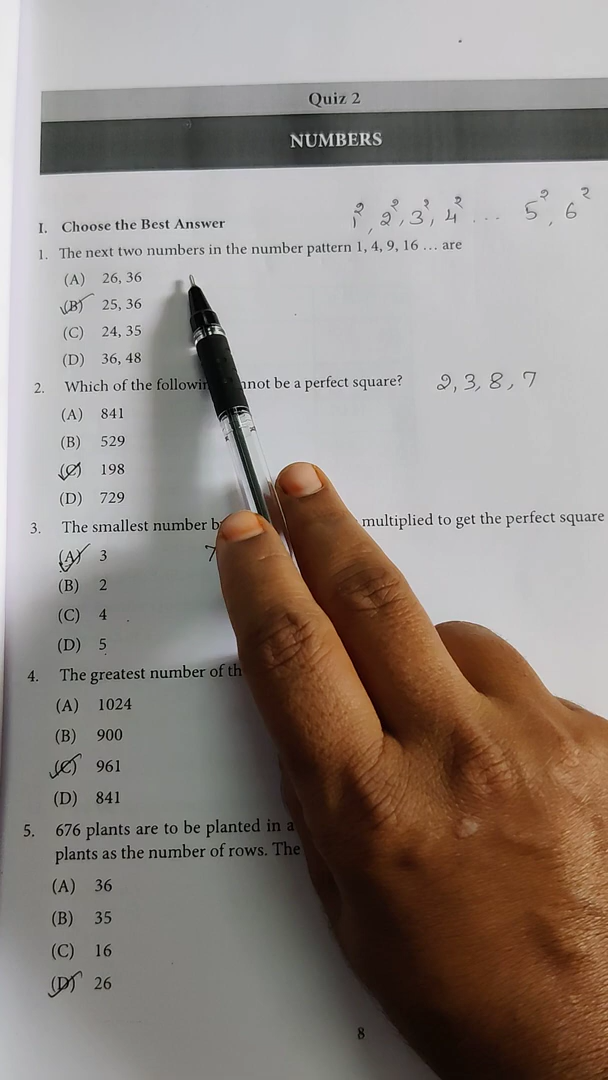 Quiz 2
NUMBERS
I. Choose the Best Answer 1², 2², 3², 4² ... 5², 6²
1. The next two numbers in the number pattern 1, 4, 9, 16 … are
(A) 26, 36
(B) 25, 36
(C) 24, 35
(D) 36, 48
2. Which of the be a perfect square? 2, 3, 8, 7
(A) 841
(B) 529
(C) 198
(D) 729
3. The smallest number multiplied to get the perfect square
(A) 3 7
(B) 2
(C) 4
(D) 5
4. The greatest number of
(A) 1024
(B) 900
(C) 961
(D) 841
5. 676 plants are to be planted in a
plants as the number of rows. The
(A) 36
(B) 35
(C) 16
(D) 26
8